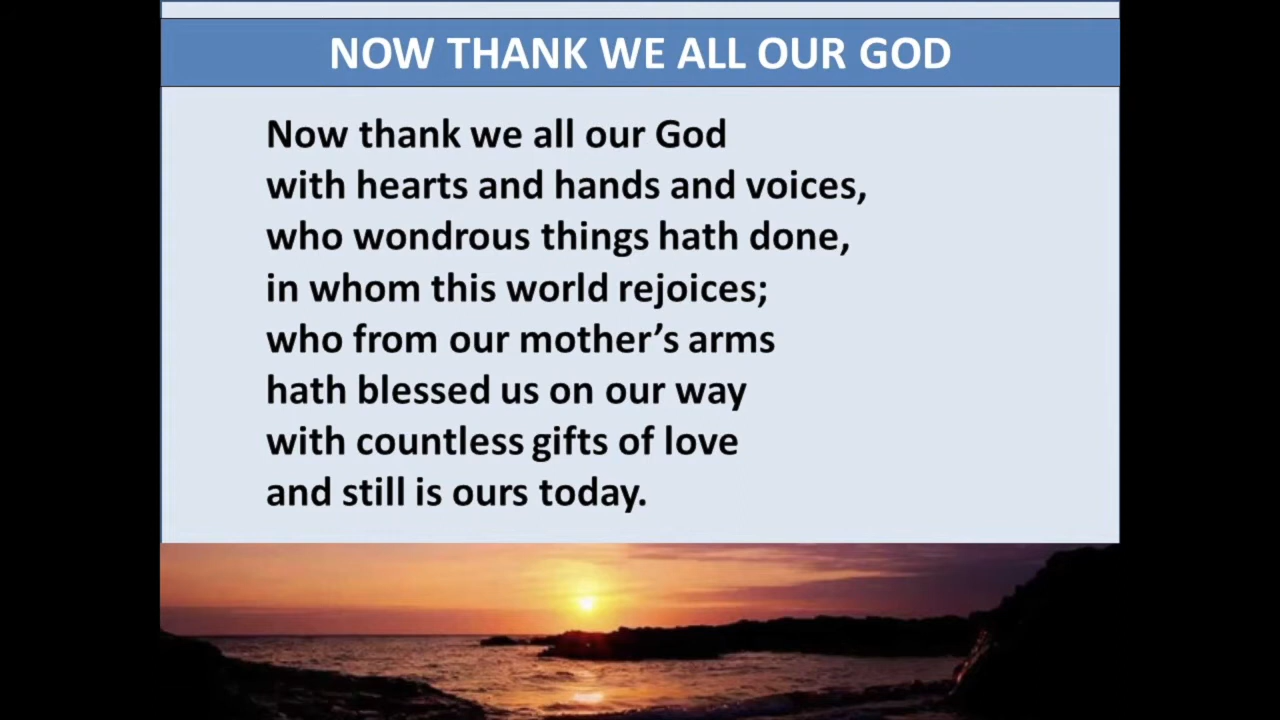 NOW THANK WE ALL OUR GOD
Now thank we all our God
with hearts and hands and voices,
who wondrous things hath done,
in whom this world rejoices;
who from our mother’s arms
hath blessed us on our way
with countless gifts of love
and still is ours today.